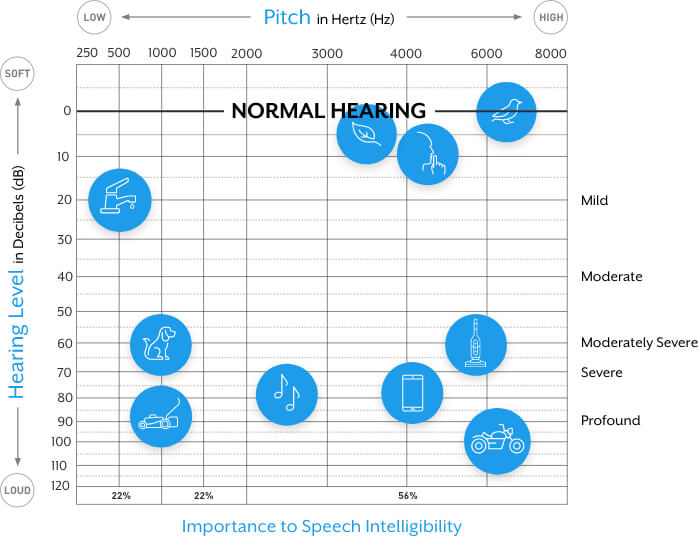 LOW
Pitch in Hertz (Hz)
HIGH
250 500 1000 1500 2000 3000 4000 6000 8000
SOFT
Hearing Level in Decibels (dB)
LOUD
0
NORMAL HEARING
10
20
Mild
30
40
Moderate
50
60
Moderately Severe
70
Severe
80
90
Profound
100
110
120
22% 22% 56%
Importance to Speech Intelligibility